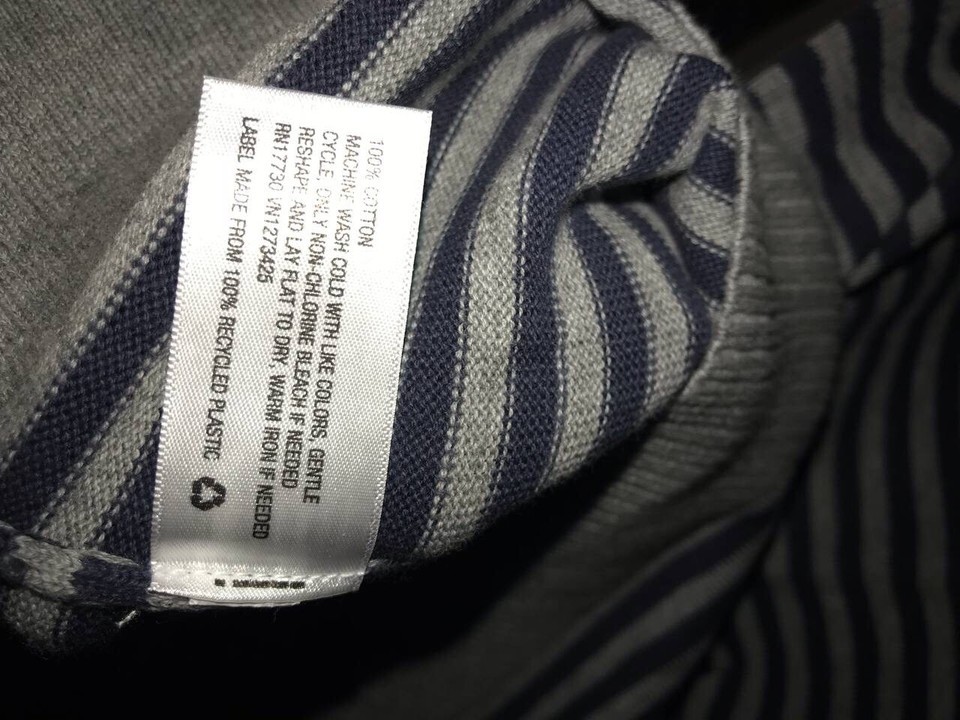 100% COTTON
MACHINE WASH COLD WITH LIKE COLORS, GENTLE
CYCLE, ONLY NON-CHLORINE BLEACH IF NEEDED
RESHAPE AND LAY FLAT TO DRY, WARM IRON IF NEEDED
RN17730 VN1273425
LABEL MADE FROM 100% RECYCLED PLASTIC